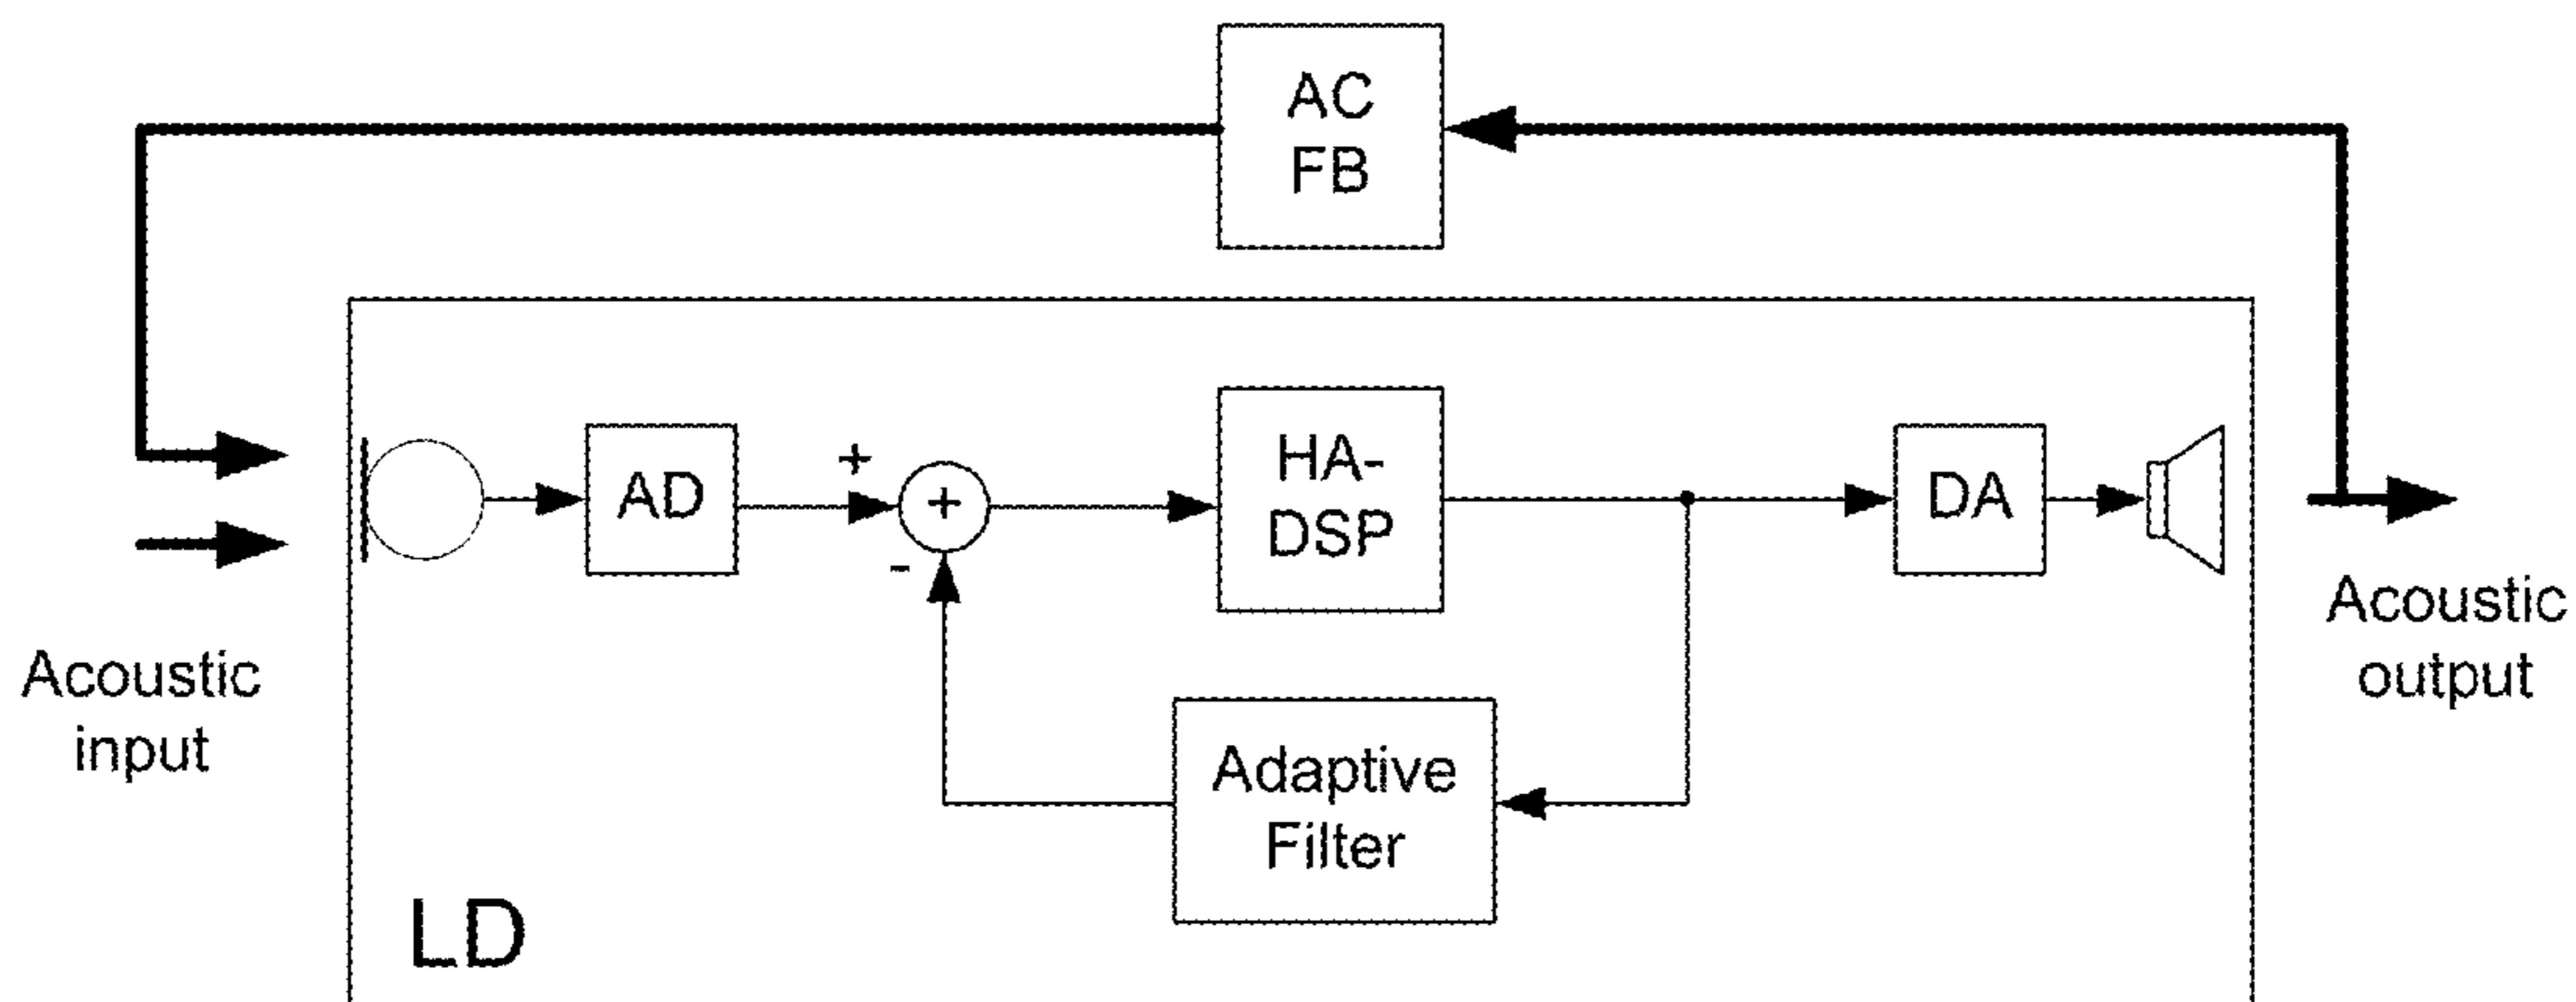 AC
FB
HA-
DSP
AD
+
+
-
DA
Acoustic
input
Acoustic
output
Adaptive
Filter
LD